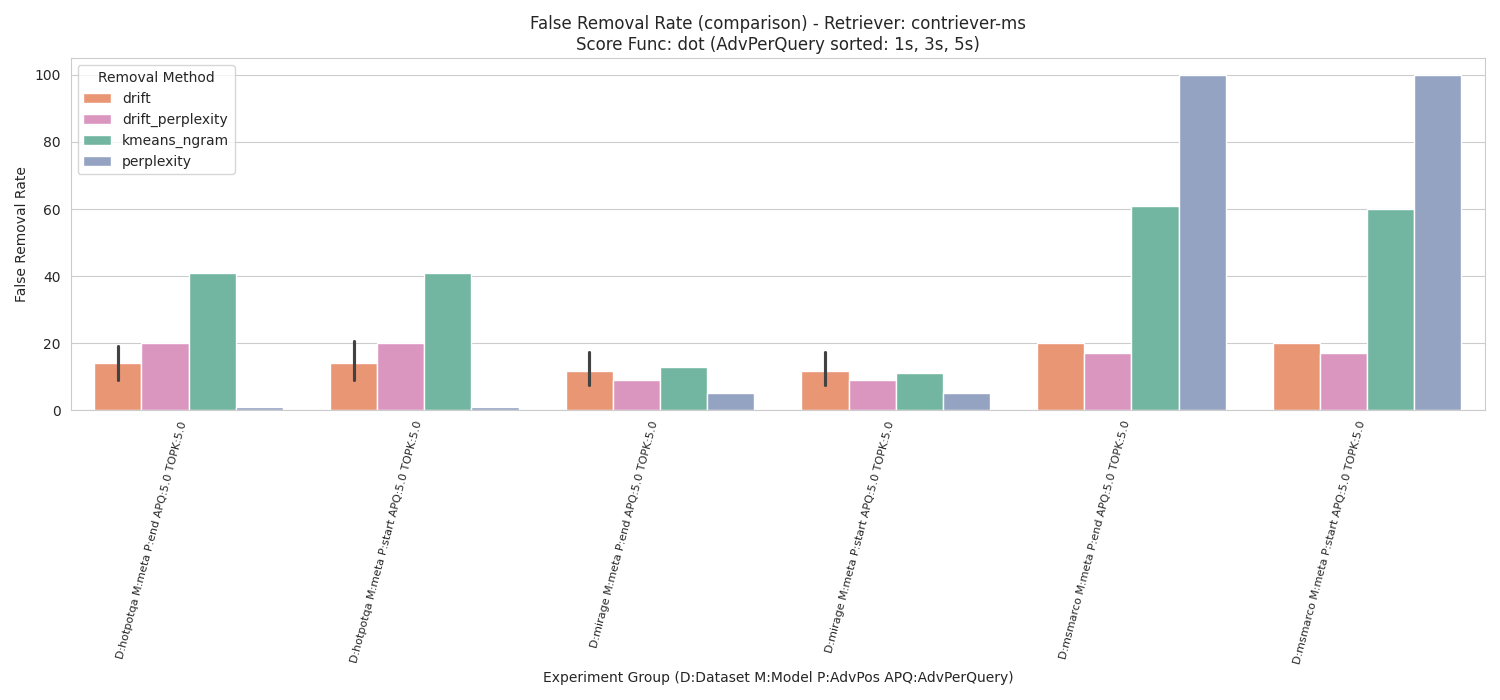 False Removal Rate (comparison) - Retriever: contriever-ms
Score Func: dot (AdvPerQuery sorted: 1s, 3s, 5s)
Removal Method
drift
drift_perplexity
kmeans_ngram
perplexity
False Removal Rate
100
80
60
40
20
0
D:hotpotqa M:meta P:end APQ:5.0 TOPK:5.0
D:hotpotqa M:meta P:start APQ:5.0 TOPK:5.0
D:mirage M:meta P:end APQ:5.0 TOPK:5.0
D:mirage M:meta P:start APQ:5.0 TOPK:5.0
D:msmarco M:meta P:end APQ:5.0 TOPK:5.0
D:msmarco M:meta P:start APQ:5.0 TOPK:5.0
Experiment Group (D:Dataset M:Model P:AdvPos APQ:AdvPerQuery)